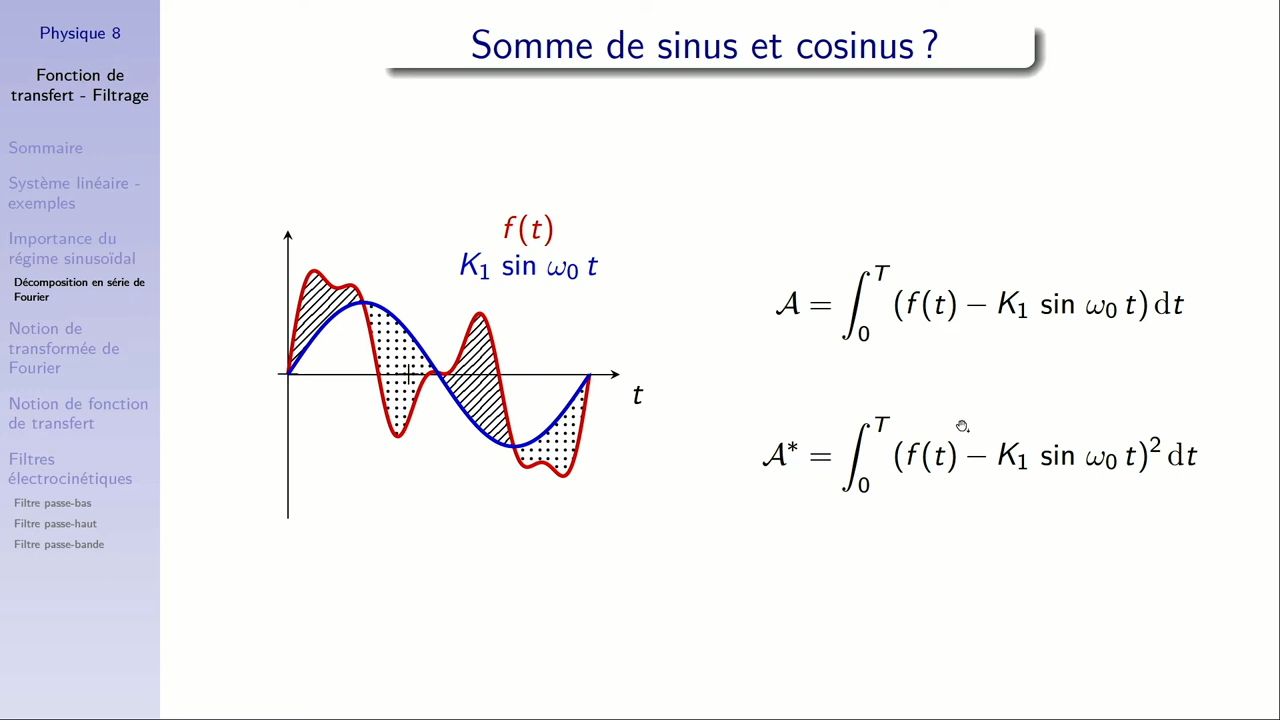 Physique 8
Fonction de
transfert - Filtrage
Sommaire
Système linéaire -
exemples
Importance du
régime sinusoïdal
Décomposition en série de
Fourier
Notion de
transformée de
Fourier
Notion de fonction
de transfert
Filtres
électrocinétiques
Filtre passe-bas
Filtre passe-haut
Filtre passe-bande
Somme de sinus et cosinus ?
f(t)
K₁ sin ω₀ t
t
𝒜 = ∫₀ᵀ (f(t) − K₁ sin ω₀ t) dt
𝒜* = ∫₀ᵀ (f(t) − K₁ sin ω₀ t)² dt